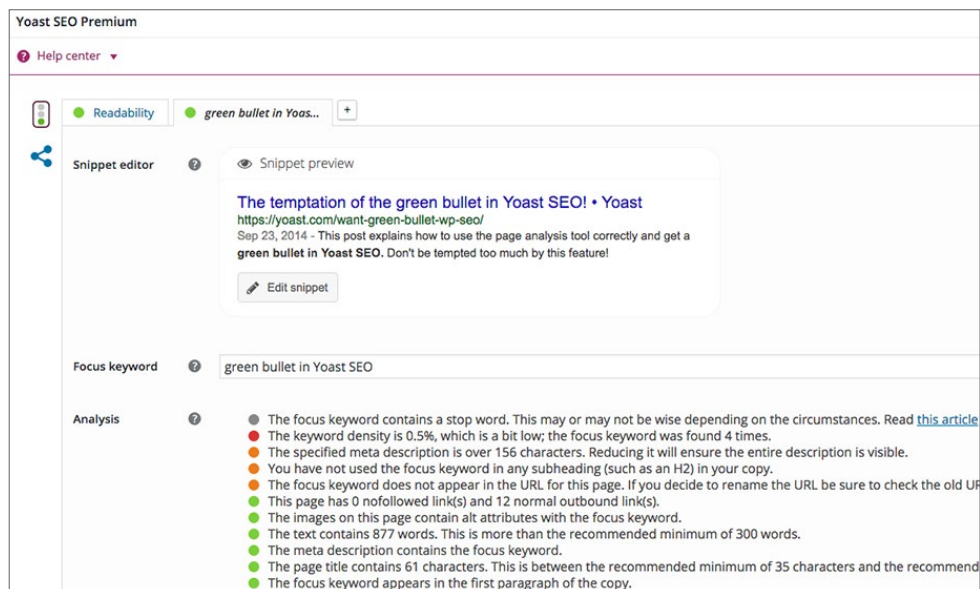 Yoast SEO Premium
Help center
Readability
green bullet in Yoas...
+
Snippet editor
Snippet preview
The temptation of the green bullet in Yoast SEO! • Yoast
https://yoast.com/want-green-bullet-wp-seo/
Sep 23, 2014 - This post explains how to use the page analysis tool correctly and get a
green bullet in Yoast SEO. Don't be tempted too much by this feature!
Edit snippet
Focus keyword
green bullet in Yoast SEO
Analysis
The focus keyword contains a stop word. This may or may not be wise depending on the circumstances. Read this article
The keyword density is 0.5%, which is a bit low; the focus keyword was found 4 times.
The specified meta description is over 156 characters. Reducing it will ensure the entire description is visible.
You have not used the focus keyword in any subheading (such as an H2) in your copy.
The focus keyword does not appear in the URL for this page. If you decide to rename the URL be sure to check the old UR
This page has 0 nofollowed link(s) and 12 normal outbound link(s).
The images on this page contain alt attributes with the focus keyword.
The text contains 877 words. This is more than the recommended minimum of 300 words.
The meta description contains the focus keyword.
The page title contains 61 characters. This is between the recommended minimum of 35 characters and the recommend
The focus keyword appears in the first paragraph of the copy.